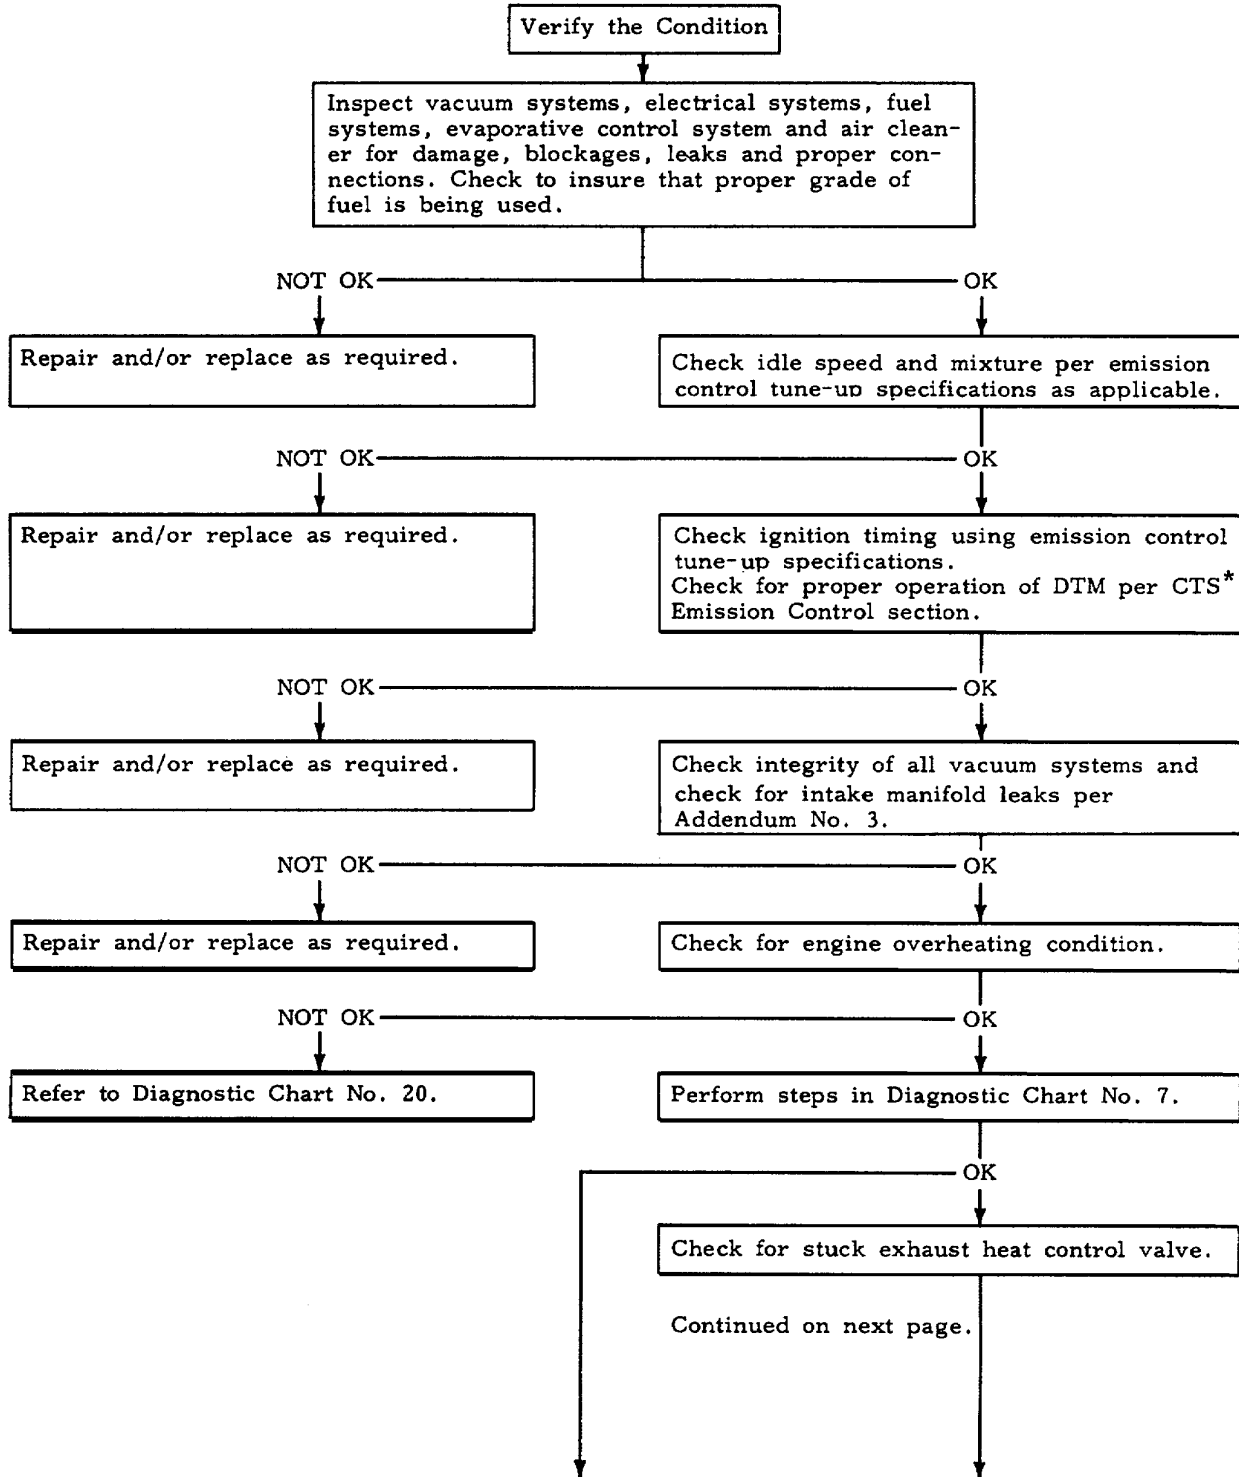 Verify the Condition
Inspect vacuum systems, electrical systems, fuel
systems, evaporative control system and air clean-
er for damage, blockages, leaks and proper con-
nections. Check to insure that proper grade of
fuel is being used.
NOT OK
OK
Repair and/or replace as required.
Check idle speed and mixture per emission
control tune-up specifications as applicable.
NOT OK
OK
Repair and/or replace as required.
Check ignition timing using emission control
tune-up specifications.
Check for proper operation of DTM per CTS*
Emission Control section.
NOT OK
OK
Repair and/or replace as required.
Check integrity of all vacuum systems and
check for intake manifold leaks per
Addendum No. 3.
NOT OK
OK
Repair and/or replace as required.
Check for engine overheating condition.
NOT OK
OK
Refer to Diagnostic Chart No. 20.
Perform steps in Diagnostic Chart No. 7.
OK
Check for stuck exhaust heat control valve.
Continued on next page.